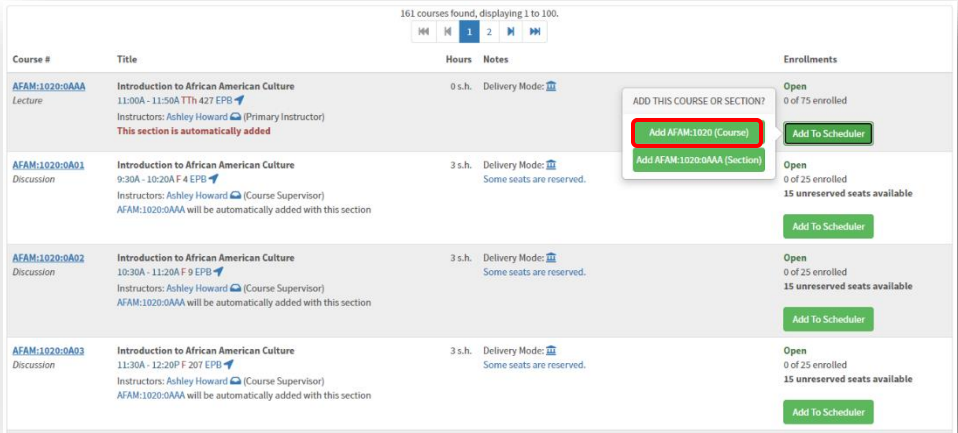 161 courses found, displaying 1 to 100.
1 2
Course # Title Hours Notes Enrollments
AFAM:1020:0AAA Introduction to African American Culture 0 s.h. Delivery Mode: Open
Lecture 11:00A - 11:50A TTh 427 EPB 0 of 75 enrolled
Instructors: Ashley Howard (Primary Instructor)
This section is automatically added
ADD THIS COURSE OR SECTION?
Add AFAM:1020 (Course)
Add AFAM:1020:0AAA (Section)
Add To Scheduler
AFAM:1020:0A01 Introduction to African American Culture 3 s.h. Delivery Mode: Open
Discussion 9:30A - 10:20A F 4 EPB Some seats are reserved. 0 of 25 enrolled
Instructors: Ashley Howard (Course Supervisor) 15 unreserved seats available
AFAM:1020:0AAA will be automatically added with this section
Add To Scheduler
AFAM:1020:0A02 Introduction to African American Culture 3 s.h. Delivery Mode: Open
Discussion 10:30A - 11:20A F 9 EPB Some seats are reserved. 0 of 25 enrolled
Instructors: Ashley Howard (Course Supervisor) 15 unreserved seats available
AFAM:1020:0AAA will be automatically added with this section
Add To Scheduler
AFAM:1020:0A03 Introduction to African American Culture 3 s.h. Delivery Mode: Open
Discussion 11:30A - 12:20P F 207 EPB Some seats are reserved. 0 of 25 enrolled
Instructors: Ashley Howard (Course Supervisor) 15 unreserved seats available
AFAM:1020:0AAA will be automatically added with this section
Add To Scheduler